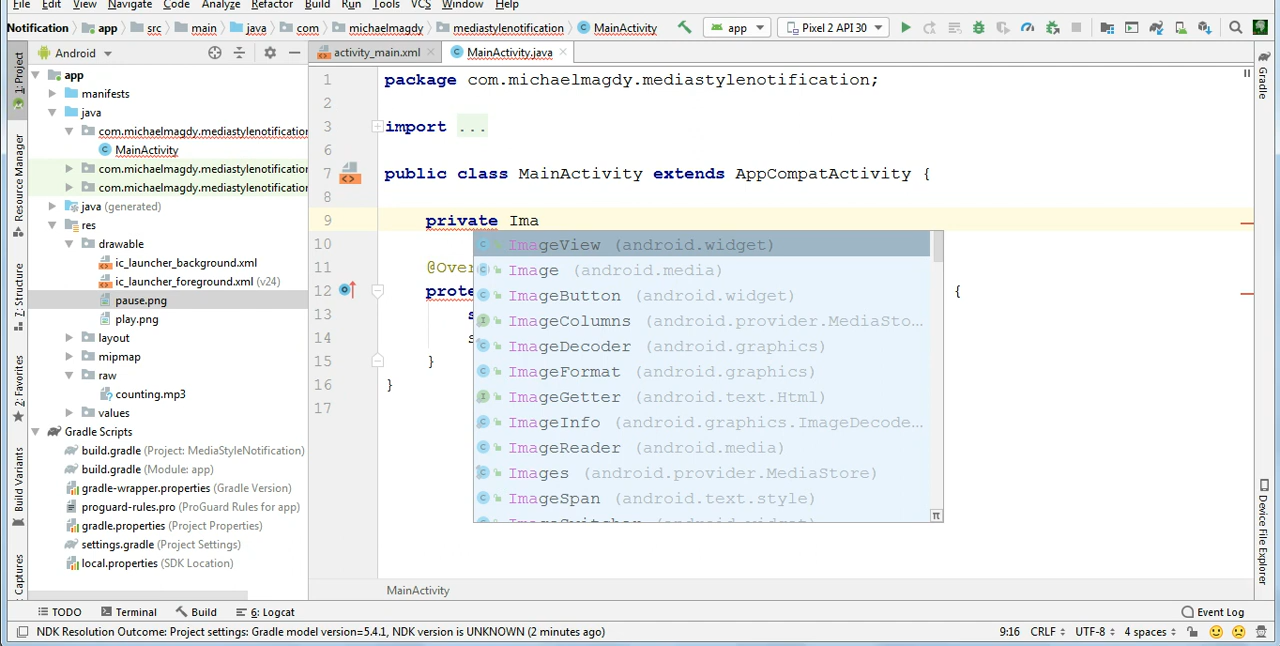 File Edit View Navigate Code Analyze Refactor Build Run Tools VCS Window Help
Notification app src main java com michaelmagdy mediastylenotification MainActivity app Pixel 2 API 30
1: Project Android activity_main.xml MainActivity.java
app
manifests
java
com.michaelmagdy.mediastylenotification
MainActivity
com.michaelmagdy.mediastylenotification
com.michaelmagdy.mediastylenotification
java (generated)
res
drawable
ic_launcher_background.xml
ic_launcher_foreground.xml (v24)
pause.png
play.png
layout
mipmap
raw
counting.mp3
values
Gradle Scripts
build.gradle (Project: MediaStyleNotification)
build.gradle (Module: app)
gradle-wrapper.properties (Gradle Version)
proguard-rules.pro (ProGuard Rules for app)
gradle.properties (Project Properties)
settings.gradle (Project Settings)
local.properties (SDK Location)
Resource Manager
7: Structure
2: Favorites
Build Variants
Captures
1 package com.michaelmagdy.mediastylenotification;
2
3 import ...
6
7 public class MainActivity extends AppCompatActivity {
8
9 private Ima
10
11 @Over
12 prote {
13 s
14 s
15 }
16 }
17
ImageView (android.widget)
Image (android.media)
ImageButton (android.widget)
ImageColumns (android.provider.MediaSto...
ImageDecoder (android.graphics)
ImageFormat (android.graphics)
ImageGetter (android.text.Html)
ImageInfo (android.graphics.ImageDecode...
ImageReader (android.media)
Images (android.provider.MediaStore)
ImageSpan (android.text.style)
ImageSwitcher (android.widget)
π
Gradle
Device File Explorer
MainActivity
TODO Terminal Build 6: Logcat Event Log
NDK Resolution Outcome: Project settings: Gradle model version=5.4.1, NDK version is UNKNOWN (2 minutes ago) 9:16 CRLF UTF-8 4 spaces